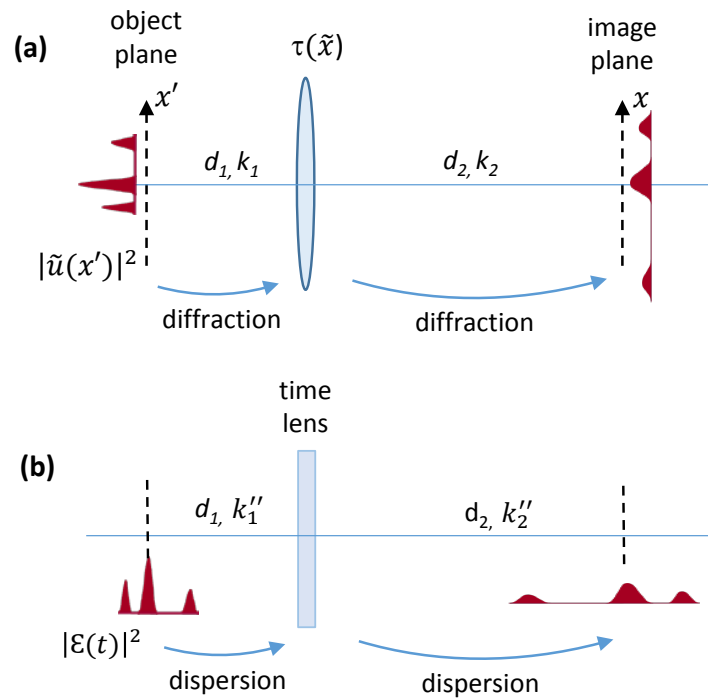 (a)
object
plane
τ(x̃)
image
plane
x′
x
d₁, k₁
d₂, k₂
|ũ(x′)|²
diffraction
diffraction
time
lens
(b)
d₁, k₁″
d₂, k₂″
|Ɛ(t)|²
dispersion
dispersion